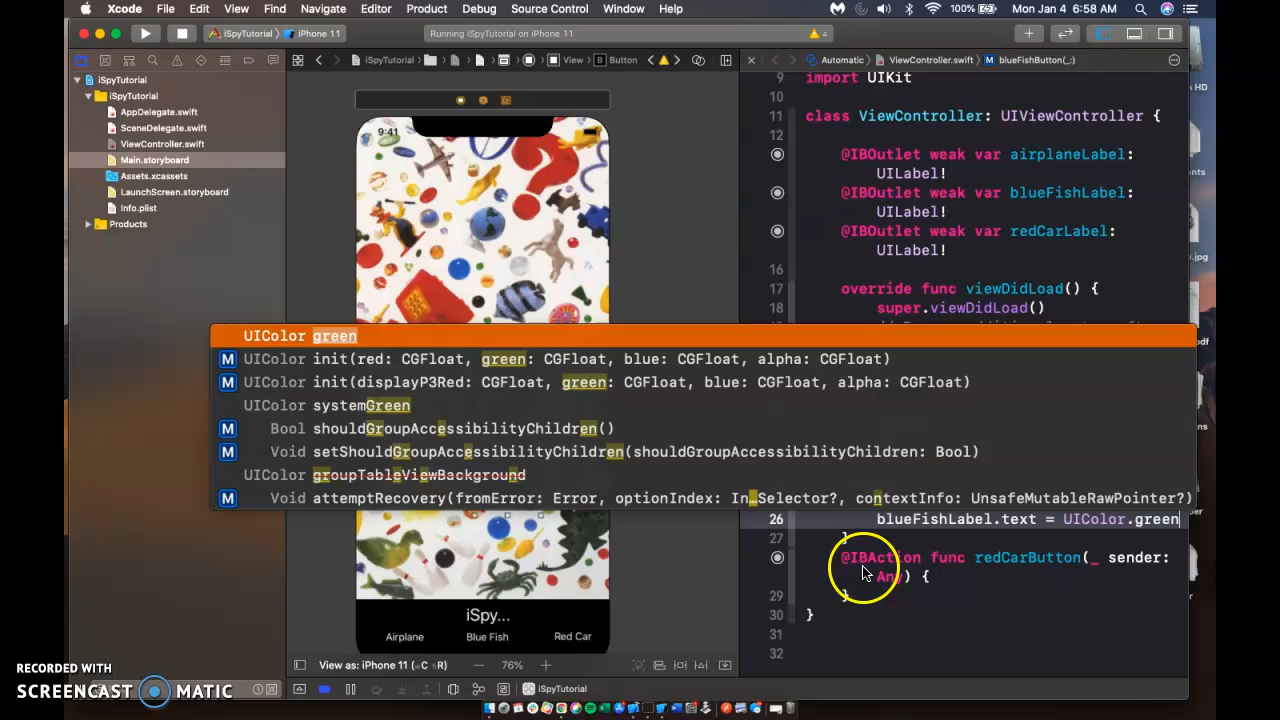 Xcode File Edit View Find Navigate Editor Product Debug Source Control Window Help 100% Mon Jan 4 6:58 AM
iSpyTutorial iPhone 11 Running iSpyTutorial on iPhone 11 4
iSpyTutorial View B Button Automatic ViewController.swift M blueFishButton(_:)
iSpyTutorial
iSpyTutorial
AppDelegate.swift
SceneDelegate.swift
ViewController.swift
Main.storyboard
Assets.xcassets
LaunchScreen.storyboard
Info.plist
Products
9:41
9 import UIKit
10
11 class ViewController: UIViewController {
12
@IBOutlet weak var airplaneLabel:
UILabel!
@IBOutlet weak var blueFishLabel:
UILabel!
@IBOutlet weak var redCarLabel:
UILabel!
16
17 override func viewDidLoad() {
18 super.viewDidLoad()
UIColor green
M UIColor init(red: CGFloat, green: CGFloat, blue: CGFloat, alpha: CGFloat)
M UIColor init(displayP3Red: CGFloat, green: CGFloat, blue: CGFloat, alpha: CGFloat)
UIColor systemGreen
M Bool shouldGroupAccessibilityChildren()
M Void setShouldGroupAccessibilityChildren(shouldGroupAccessibilityChildren: Bool)
UIColor groupTableViewBackground
M Void attemptRecovery(fromError: Error, optionIndex: In…Selector?, contextInfo: UnsafeMutableRawPointer?)
26 blueFishLabel.text = UIColor.green
27 }
@IBAction func redCarButton(_ sender:
Any) {
29 }
30 }
31
32
iSpy...
Airplane Blue Fish Red Car
View as: iPhone 11 (wC hR) 76%
iSpyTutorial
RECORDED WITH
SCREENCAST MATIC